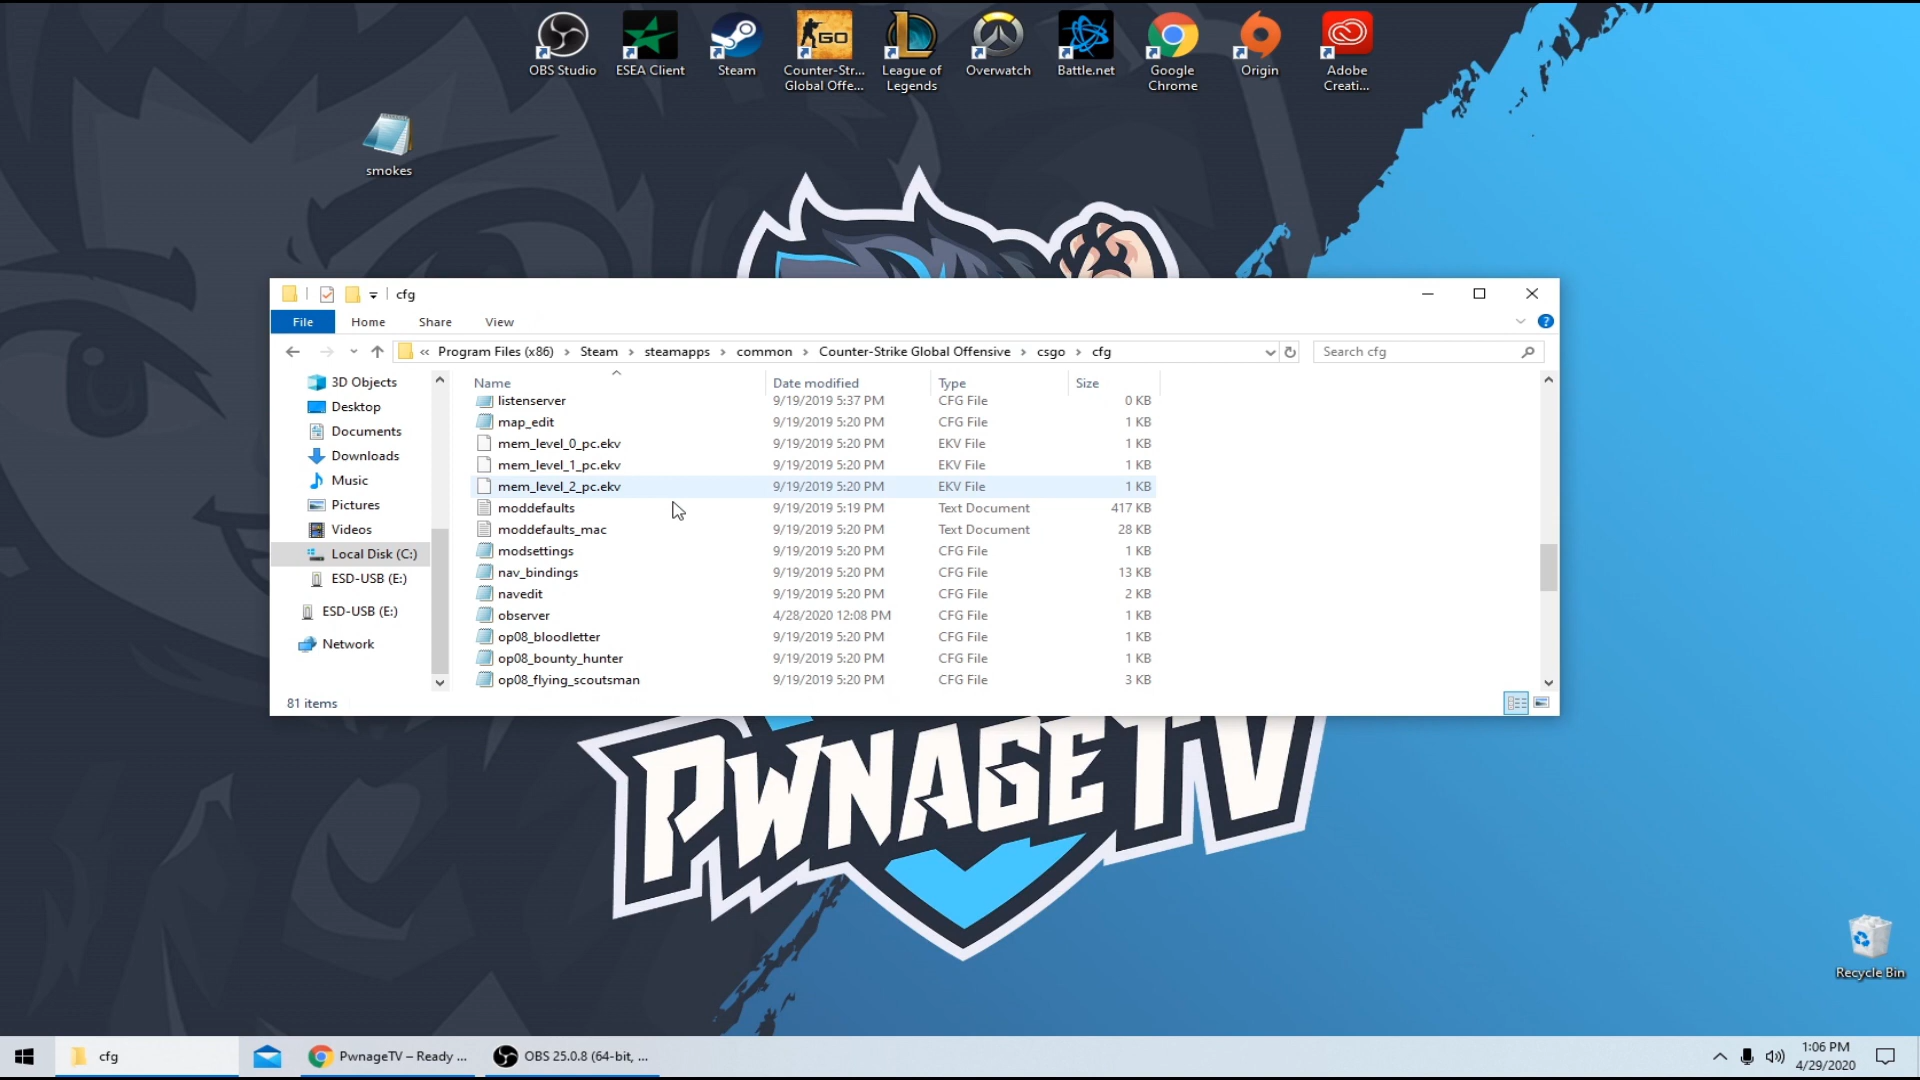 OBS Studio
ESEA Client
Steam
Counter-Str...
Global Offe...
League of
Legends
Overwatch
Battle.net
Google
Chrome
Origin
Adobe
Creati...
GO
smokes
cfg
File Home Share View
« Program Files (x86) › Steam › steamapps › common › Counter-Strike Global Offensive › csgo › cfg
Search cfg
3D Objects
Desktop
Documents
Downloads
Music
Pictures
Videos
Local Disk (C:)
ESD-USB (E:)
ESD-USB (E:)
Network
Name Date modified Type Size
listenserver 9/19/2019 5:37 PM CFG File 0 KB
map_edit 9/19/2019 5:20 PM CFG File 1 KB
mem_level_0_pc.ekv 9/19/2019 5:20 PM EKV File 1 KB
mem_level_1_pc.ekv 9/19/2019 5:20 PM EKV File 1 KB
mem_level_2_pc.ekv 9/19/2019 5:20 PM EKV File 1 KB
moddefaults 9/19/2019 5:19 PM Text Document 417 KB
moddefaults_mac 9/19/2019 5:20 PM Text Document 28 KB
modsettings 9/19/2019 5:20 PM CFG File 1 KB
nav_bindings 9/19/2019 5:20 PM CFG File 13 KB
navedit 9/19/2019 5:20 PM CFG File 2 KB
observer 4/28/2020 12:08 PM CFG File 1 KB
op08_bloodletter 9/19/2019 5:20 PM CFG File 1 KB
op08_bounty_hunter 9/19/2019 5:20 PM CFG File 1 KB
op08_flying_scoutsman 9/19/2019 5:20 PM CFG File 3 KB
81 items
PWNAGETV
Recycle Bin
cfg
PwnageTV – Ready ...
OBS 25.0.8 (64-bit, ...
1:06 PM
4/29/2020